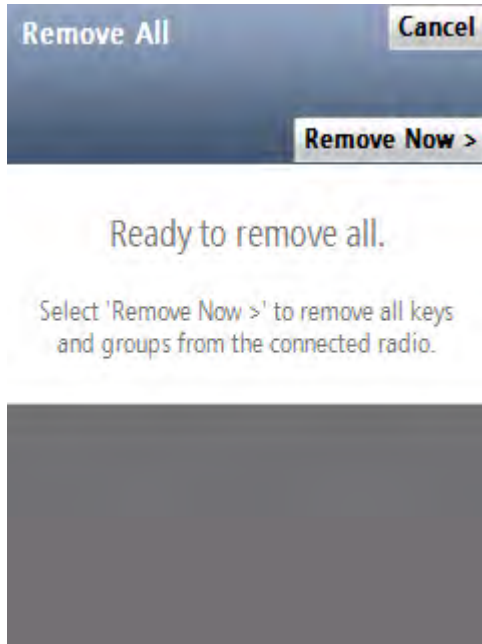 Remove All
Cancel
Remove Now >
Ready to remove all.
Select 'Remove Now >' to remove all keys
and groups from the connected radio.